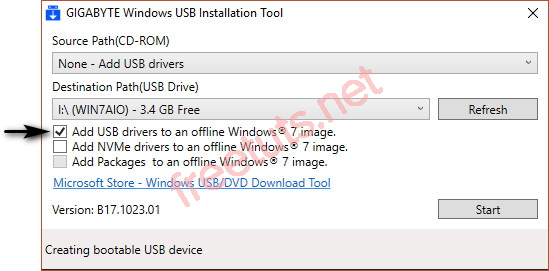 GIGABYTE Windows USB Installation Tool
Source Path(CD-ROM)
None - Add USB drivers
Destination Path(USB Drive)
I:\ (WIN7AIO) - 3.4 GB Free
Refresh
Add USB drivers to an offline Windows® 7 image.
Add NVMe drivers to an offline Windows® 7 image.
Add Packages to an offline Windows® 7 image.
Microsoft Store - Windows USB/DVD Download Tool
Version: B17.1023.01
Start
Creating bootable USB device
freetuts.net